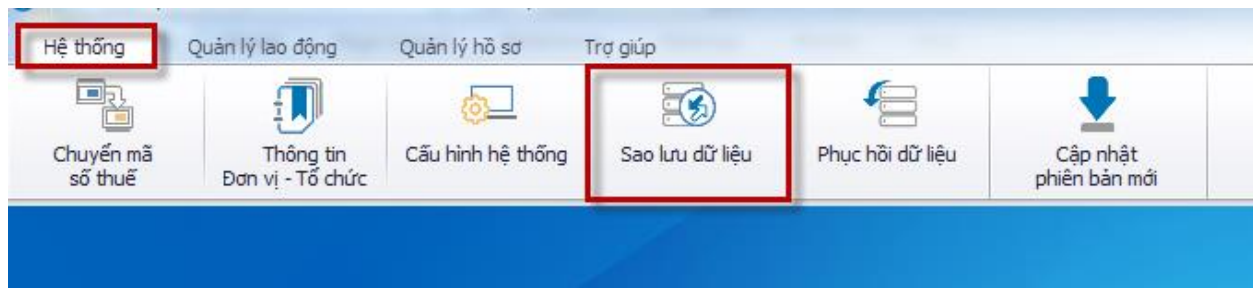 Hệ thống Quản lý lao động Quản lý hồ sơ Trợ giúp
Chuyển mã
số thuế
Thông tin
Đơn vị - Tổ chức
Cấu hình hệ thống
Sao lưu dữ liệu
Phục hồi dữ liệu
Cập nhật
phiên bản mới